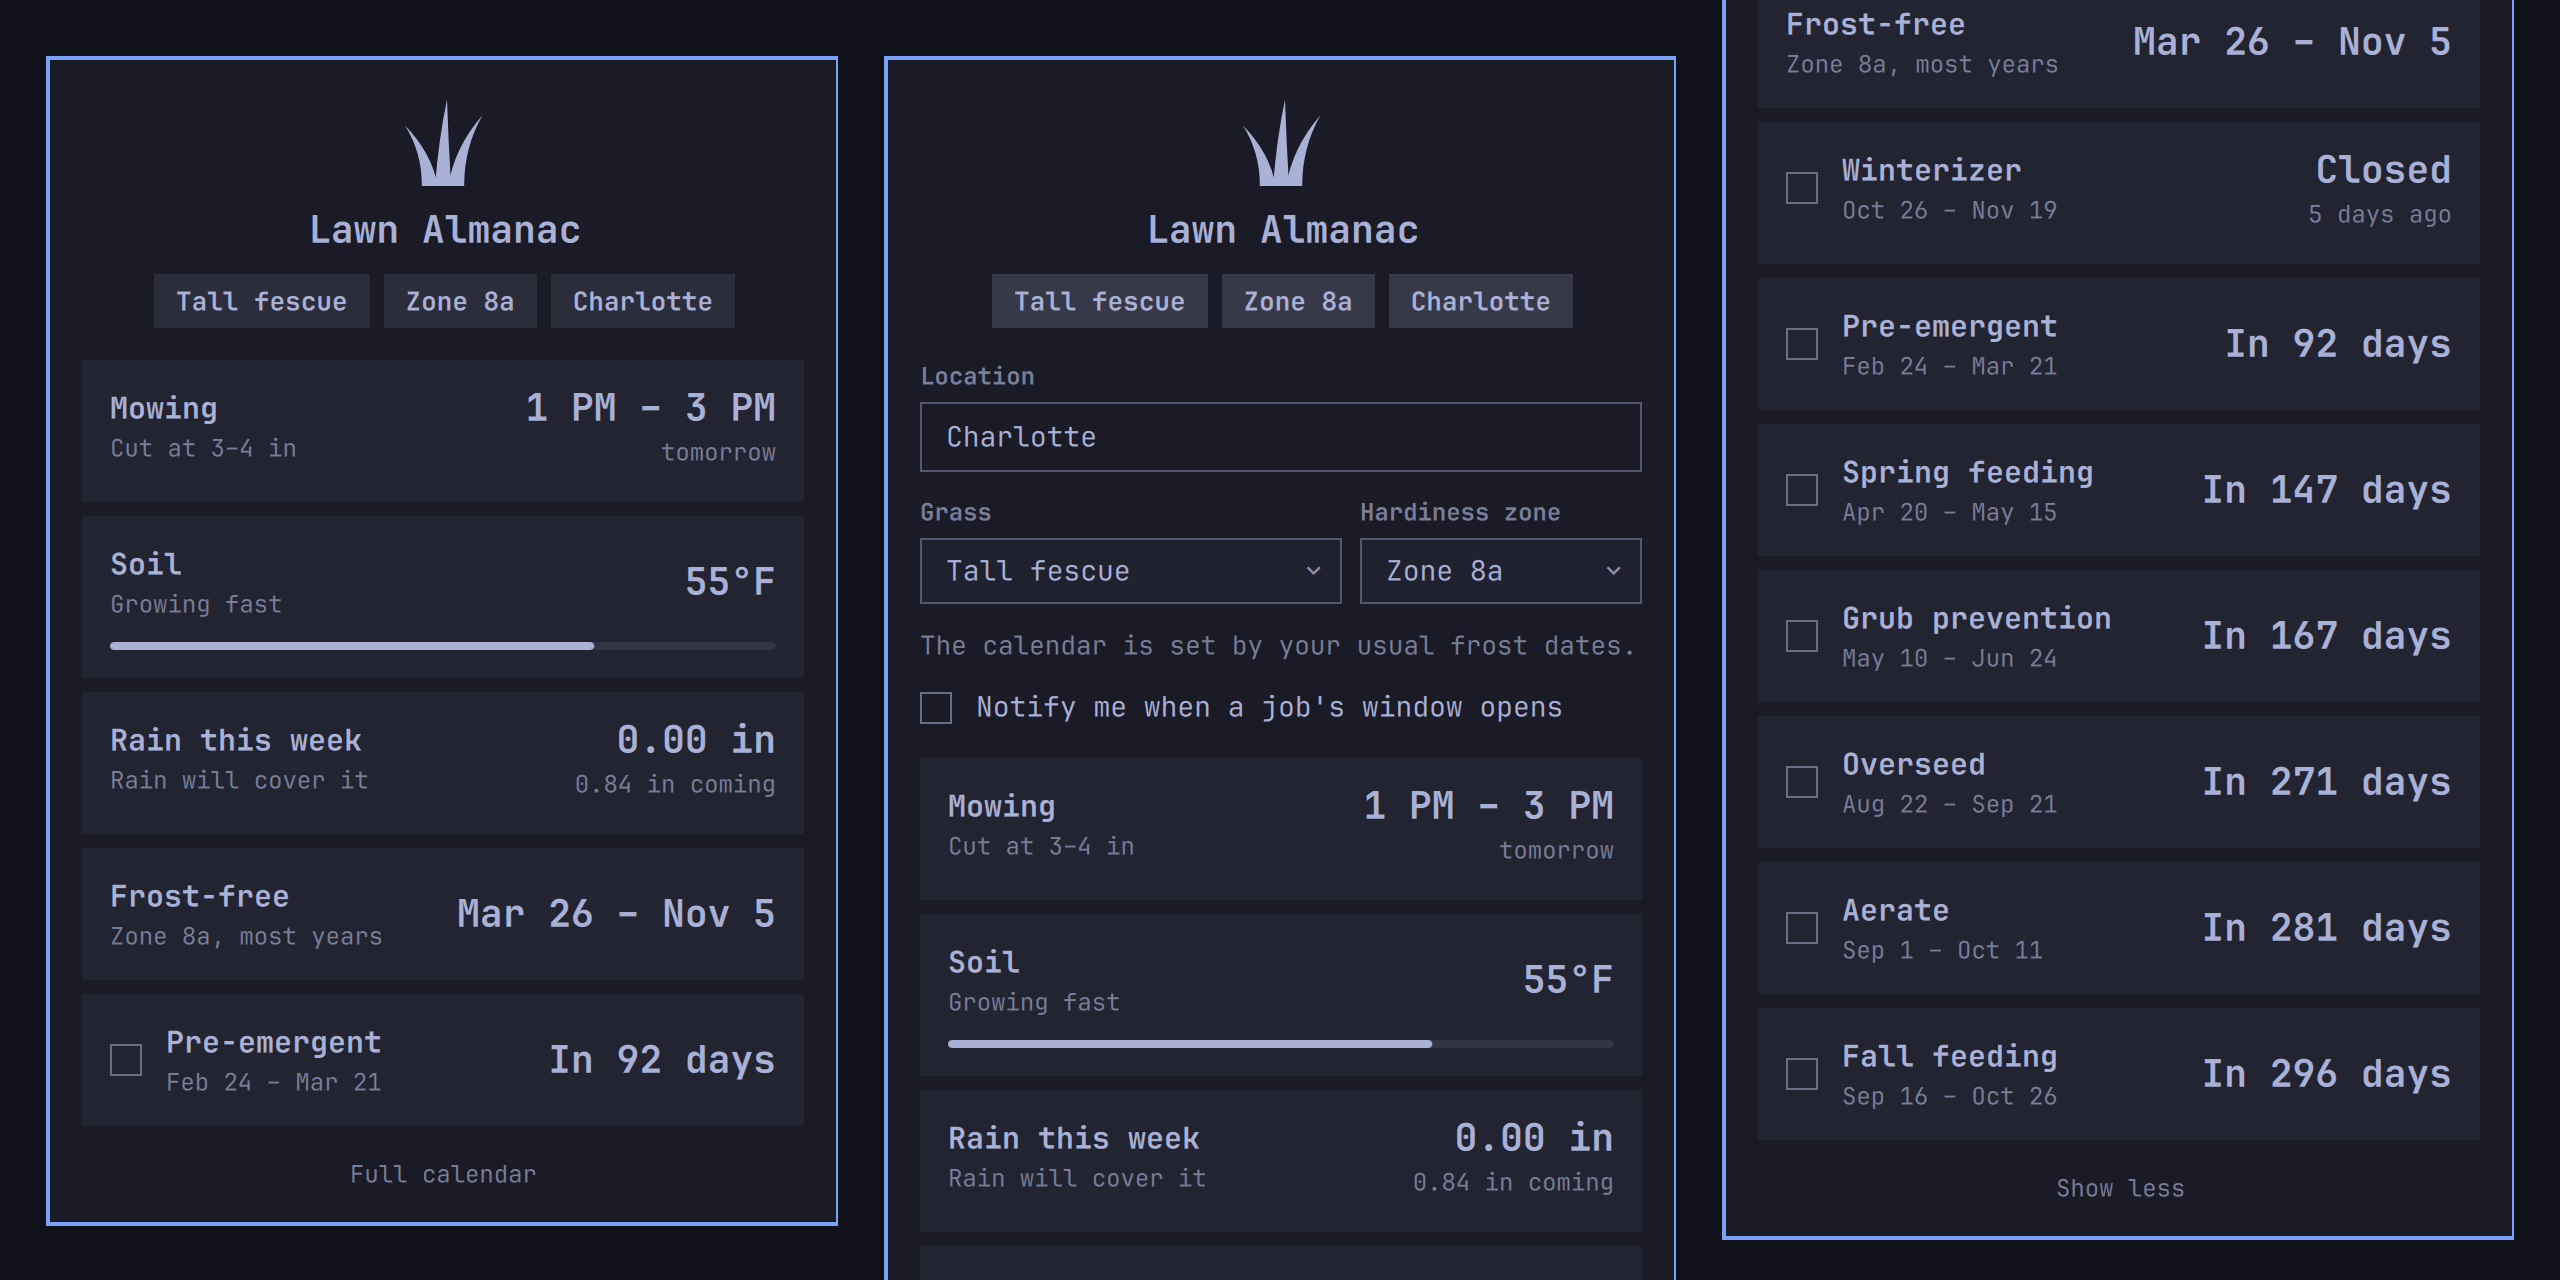 Lawn Almanac
Tall fescue Zone 8a Charlotte
Mowing 1 PM – 3 PM
Cut at 3–4 in tomorrow
Soil 55°F
Growing fast
Rain this week 0.00 in
Rain will cover it 0.84 in coming
Frost-free Mar 26 – Nov 5
Zone 8a, most years
Pre-emergent In 92 days
Feb 24 – Mar 21
Full calendar
Lawn Almanac
Tall fescue Zone 8a Charlotte
Location
Charlotte
Grass Hardiness zone
Tall fescue Zone 8a
The calendar is set by your usual frost dates.
Notify me when a job's window opens
Mowing 1 PM – 3 PM
Cut at 3–4 in tomorrow
Soil 55°F
Growing fast
Rain this week 0.00 in
Rain will cover it 0.84 in coming
Frost-free Mar 26 – Nov 5
Zone 8a, most years
Winterizer Closed
Oct 26 – Nov 19 5 days ago
Pre-emergent In 92 days
Feb 24 – Mar 21
Spring feeding In 147 days
Apr 20 – May 15
Grub prevention In 167 days
May 10 – Jun 24
Overseed In 271 days
Aug 22 – Sep 21
Aerate In 281 days
Sep 1 – Oct 11
Fall feeding In 296 days
Sep 16 – Oct 26
Show less